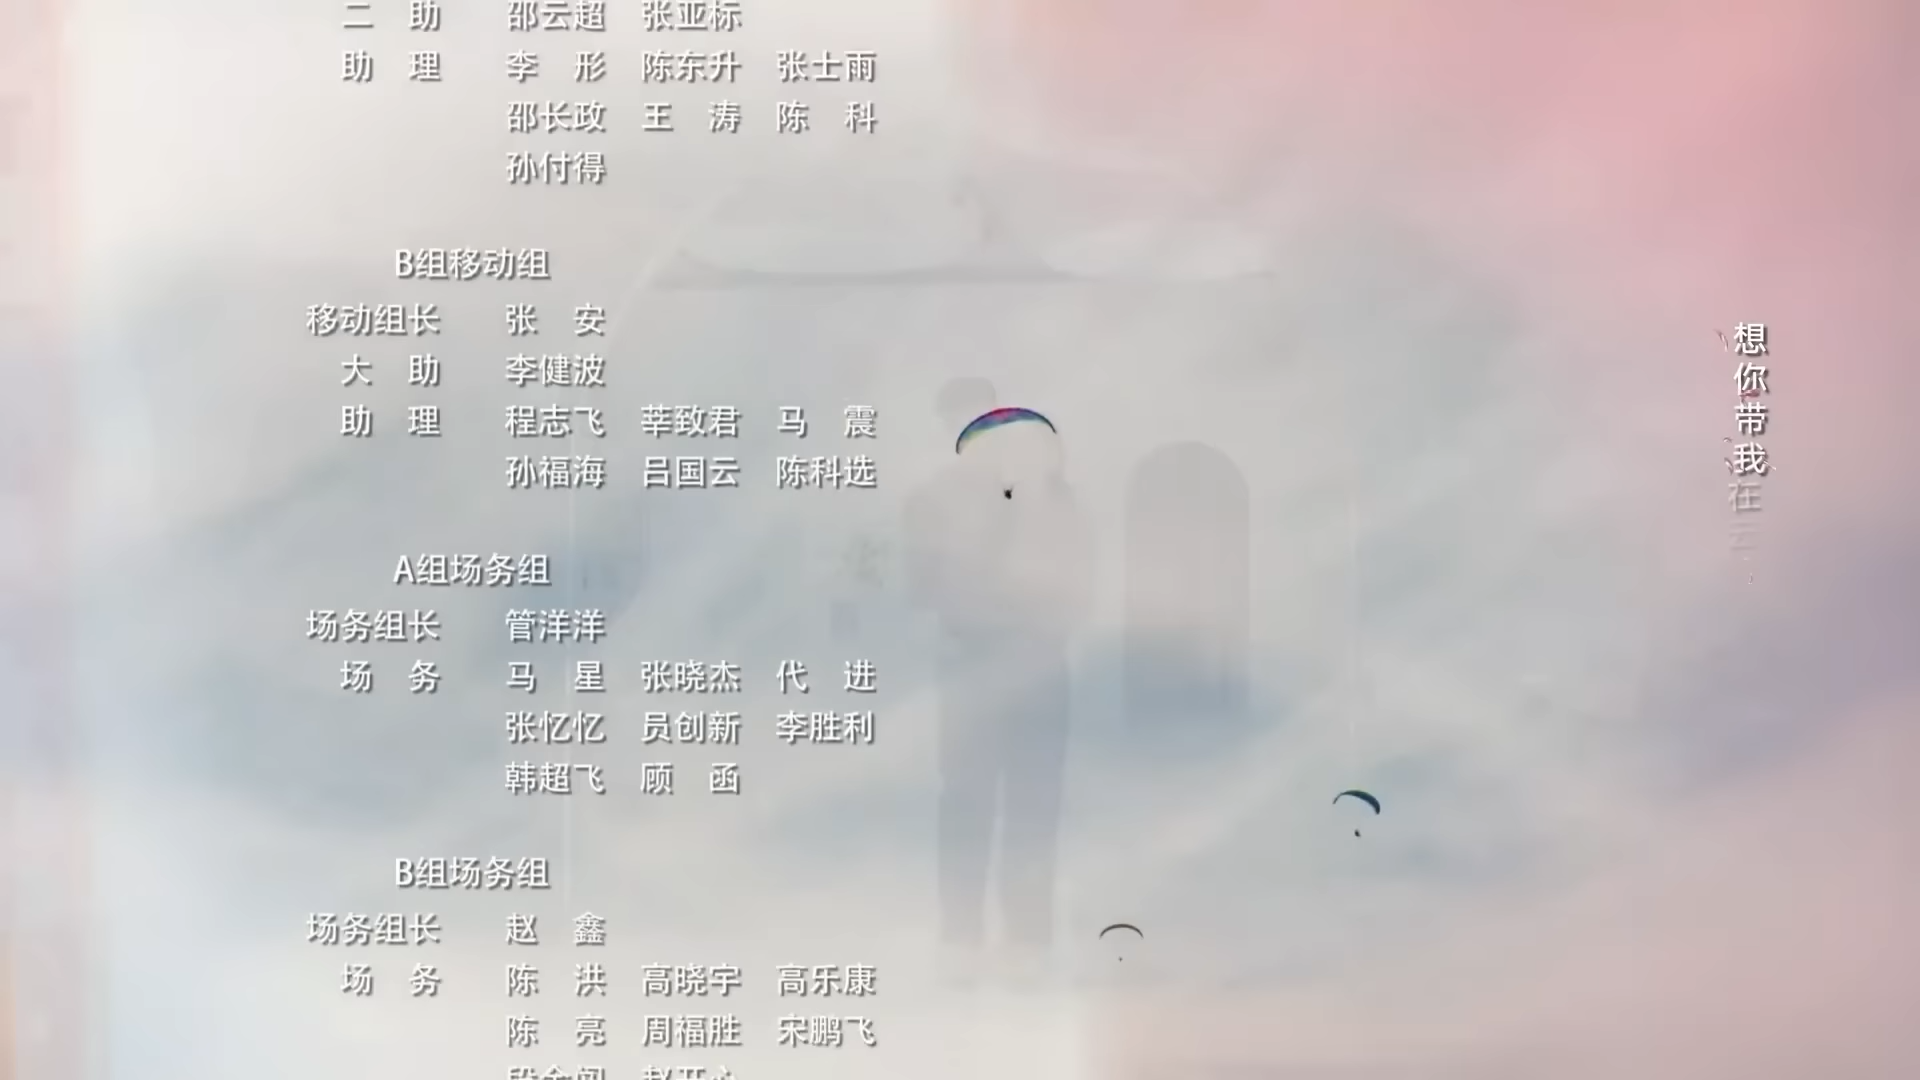 二 助 邵云超 张亚标
助 理 李 形 陈东升 张士雨
邵长政 王 涛 陈 科
孙付得
B组移动组
移动组长 张 安
大 助 李健波
助 理 程志飞 莘致君 马 震
孙福海 吕国云 陈科选
A组场务组
场务组长 管洋洋
场 务 马 星 张晓杰 代 进
张忆忆 员创新 李胜利
韩超飞 顾 函
B组场务组
场务组长 赵 鑫
场 务 陈 洪 高晓宇 高乐康
陈 亮 周福胜 宋鹏飞
想你带我在云